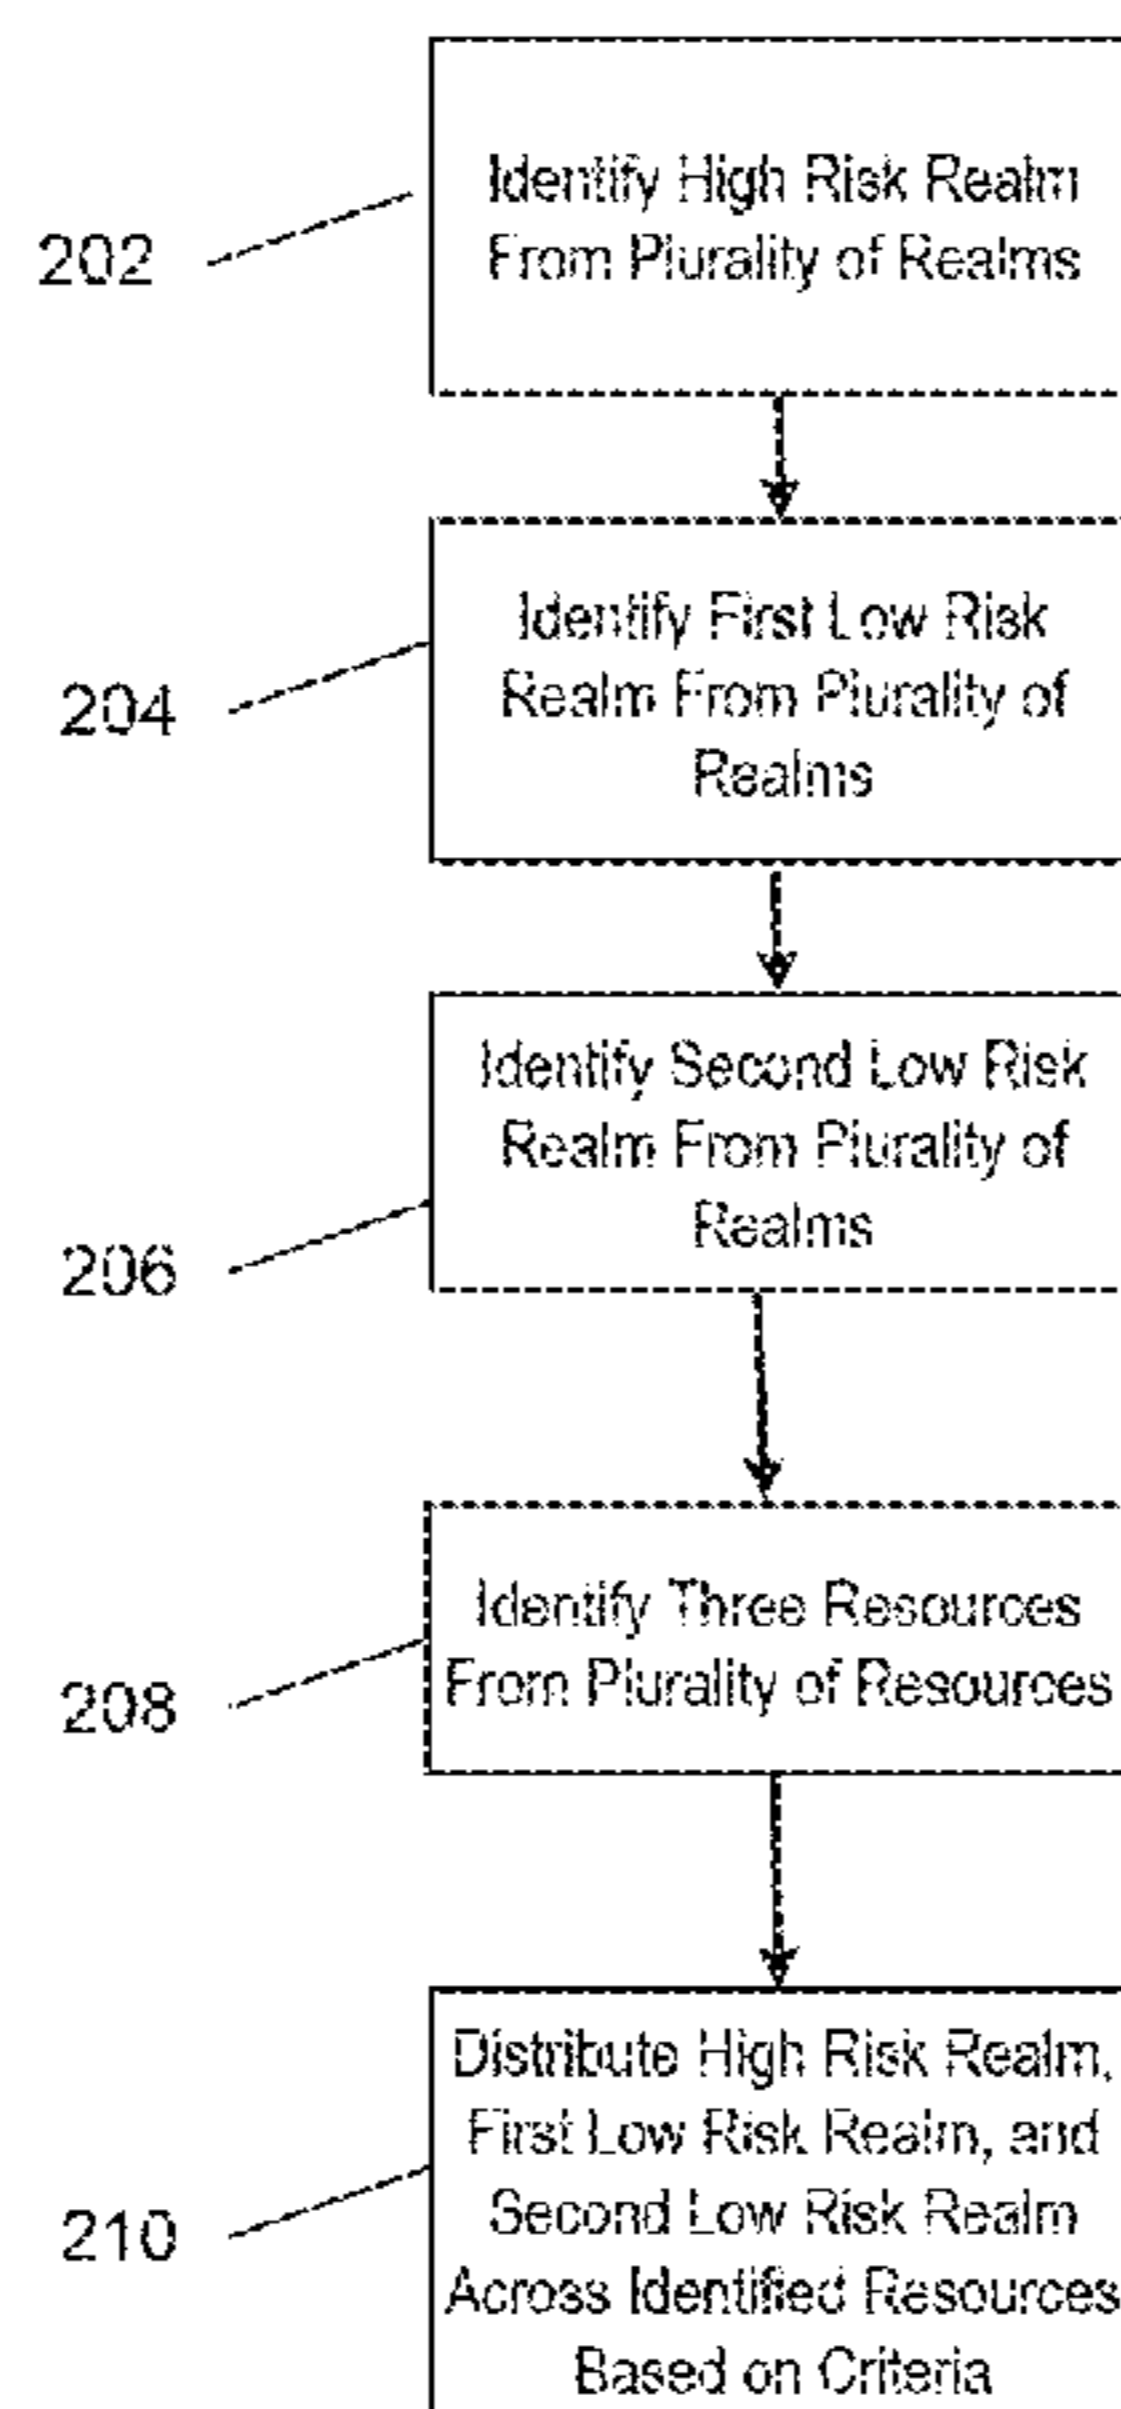 Identify High Risk Realm
From Plurality of Realms
202
Identify First Low Risk
Realm From Plurality of
Realms
204
Identify Second Low Risk
Realm From Plurality of
Realms
206
Identify Three Resources
From Plurality of Resources
208
Distribute High Risk Realm,
First Low Risk Realm, and
Second Low Risk Realm
Across Identified Resources
Based on Criteria
210